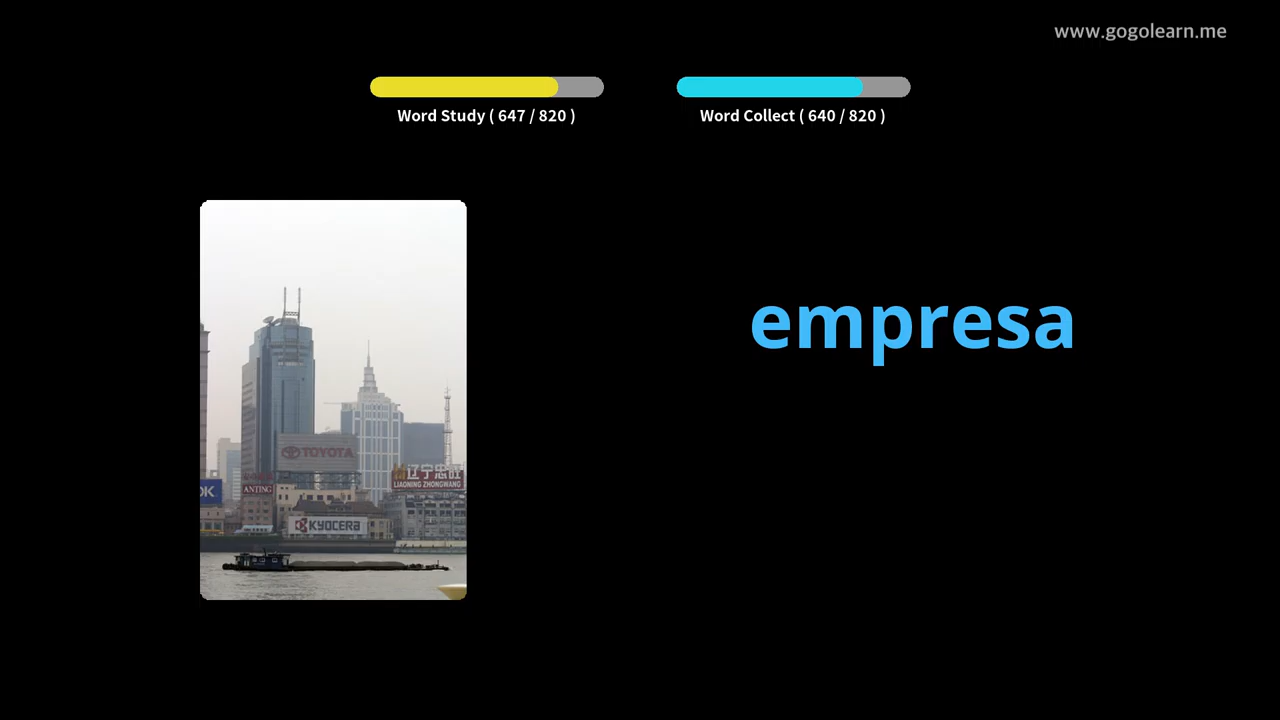 www.gogolearn.me
Word Study ( 647 / 820 )
Word Collect ( 640 / 820 )
empresa
TOYOTA
辽宁忠旺
LIAONING ZHONGWANG
OK
ANTING
KYOCERA